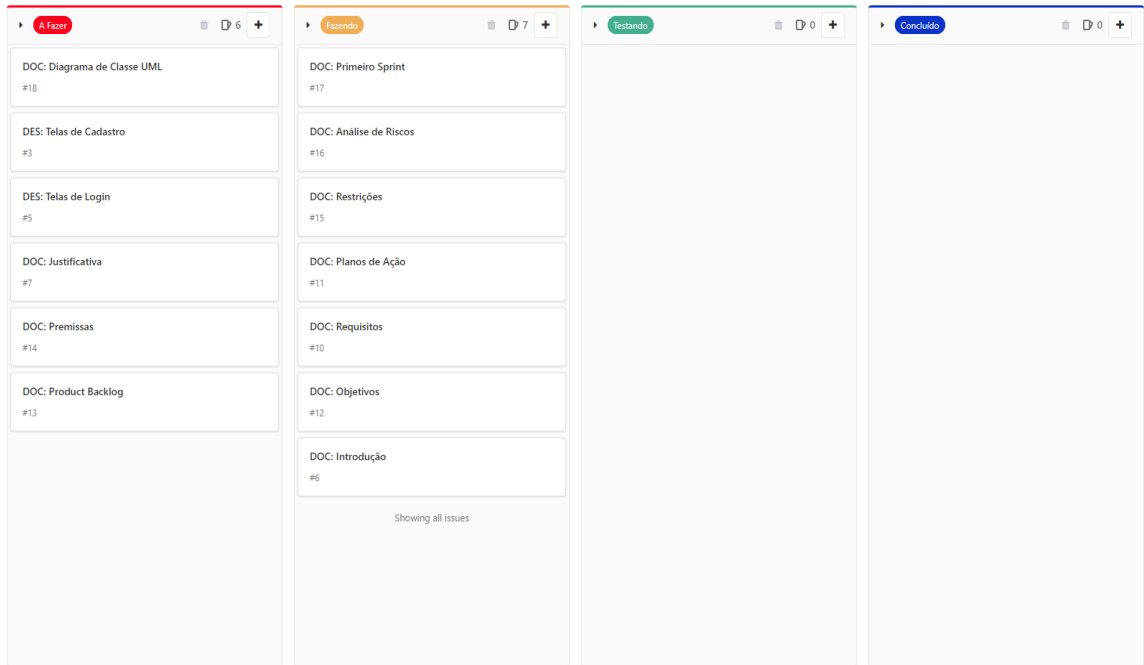 A Fazer
6
DOC: Diagrama de Classe UML
#18
DES: Telas de Cadastro
#3
DES: Telas de Login
#5
DOC: Justificativa
#7
DOC: Premissas
#14
DOC: Product Backlog
#13
Fazendo
7
DOC: Primeiro Sprint
#17
DOC: Análise de Riscos
#16
DOC: Restrições
#15
DOC: Planos de Ação
#11
DOC: Requisitos
#10
DOC: Objetivos
#12
DOC: Introdução
#6
Showing all issues
Testando
0
Concluído
0